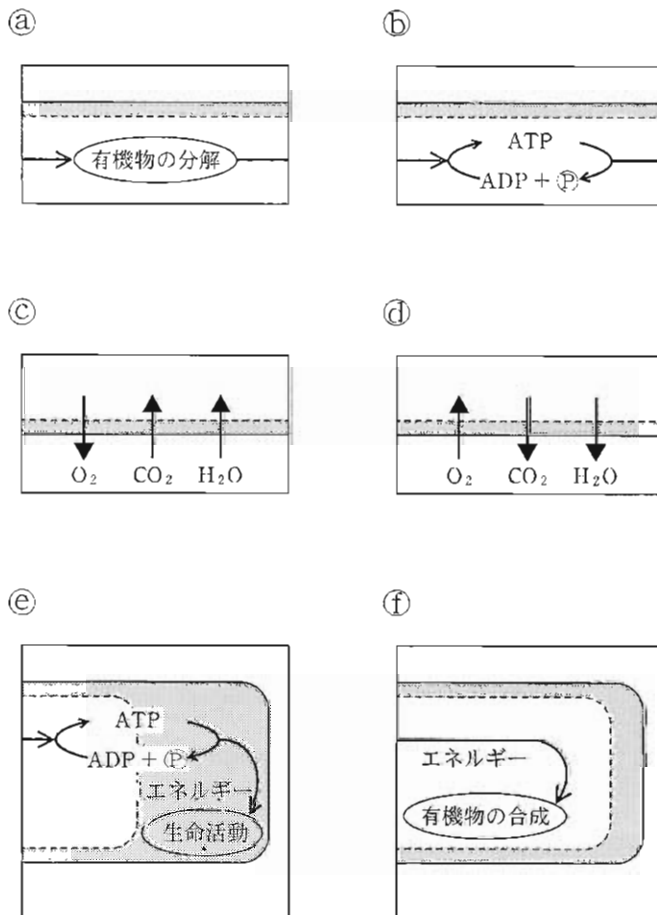 ⓐ ⓑ
有機物の分解
ATP
ADP + Ⓟ
ⓒ ⓓ
O₂ CO₂ H₂O
O₂ CO₂ H₂O
ⓔ ⓕ
ATP
ADP + Ⓟ
エネルギー
生命活動
エネルギー
有機物の合成